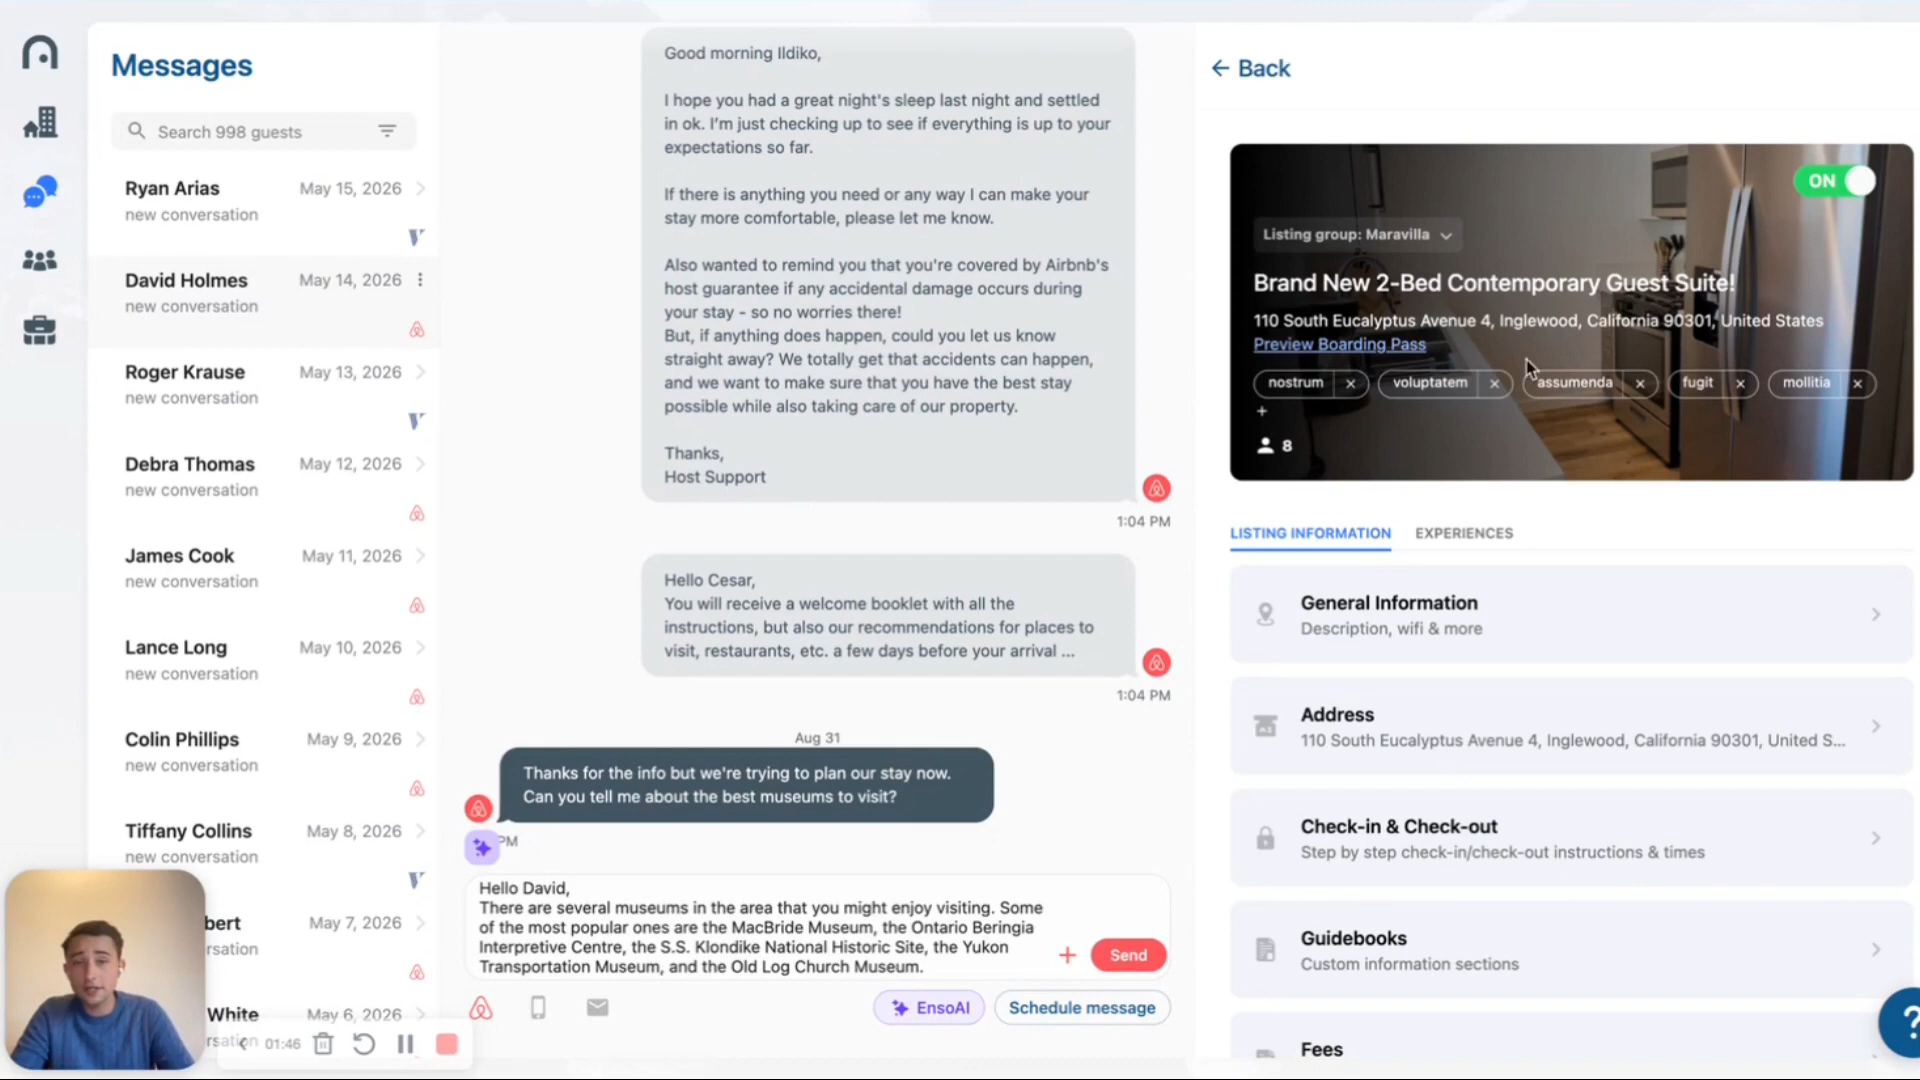 Messages
Search 998 guests
Ryan Arias May 15, 2026
new conversation
David Holmes May 14, 2026
new conversation
Roger Krause May 13, 2026
new conversation
Debra Thomas May 12, 2026
new conversation
James Cook May 11, 2026
new conversation
Lance Long May 10, 2026
new conversation
Colin Phillips May 9, 2026
new conversation
Tiffany Collins May 8, 2026
new conversation
bert May 7, 2026
rsation
White May 6, 2026
rsation
01:46
Good morning Ildiko,
I hope you had a great night's sleep last night and settled
in ok. I'm just checking up to see if everything is up to your
expectations so far.
If there is anything you need or any way I can make your
stay more comfortable, please let me know.
Also wanted to remind you that you're covered by Airbnb's
host guarantee if any accidental damage occurs during
your stay - so no worries there!
But, if anything does happen, could you let us know
straight away? We totally get that accidents can happen,
and we want to make sure that you have the best stay
possible while also taking care of our property.
Thanks,
Host Support
1:04 PM
Hello Cesar,
You will receive a welcome booklet with all the
instructions, but also our recommendations for places to
visit, restaurants, etc. a few days before your arrival ...
1:04 PM
Aug 31
Thanks for the info but we're trying to plan our stay now.
Can you tell me about the best museums to visit?
PM
Hello David,
There are several museums in the area that you might enjoy visiting. Some
of the most popular ones are the MacBride Museum, the Ontario Beringia
Interpretive Centre, the S.S. Klondike National Historic Site, the Yukon
Transportation Museum, and the Old Log Church Museum.
+ Send
EnsoAI Schedule message
← Back
ON
Listing group: Maravilla
Brand New 2-Bed Contemporary Guest Suite!
110 South Eucalyptus Avenue 4, Inglewood, California 90301, United States
Preview Boarding Pass
nostrum × voluptatem × assumenda × fugit × mollitia ×
+
8
LISTING INFORMATION EXPERIENCES
General Information
Description, wifi & more
Address
110 South Eucalyptus Avenue 4, Inglewood, California 90301, United S...
Check-in & Check-out
Step by step check-in/check-out instructions & times
Guidebooks
Custom information sections
Fees
?